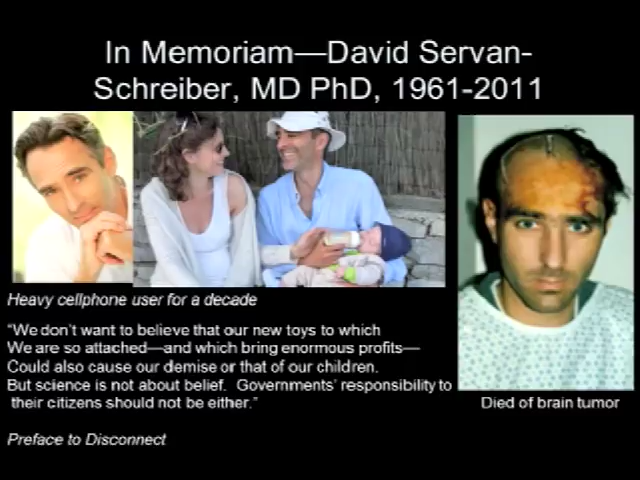 In Memoriam—David Servan-
Schreiber, MD PhD, 1961-2011
Heavy cellphone user for a decade
“We don’t want to believe that our new toys to which
We are so attached—and which bring enormous profits—
Could also cause our demise or that of our children.
But science is not about belief.  Governments’ responsibility to
their citizens should not be either.”
Died of brain tumor
Preface to Disconnect